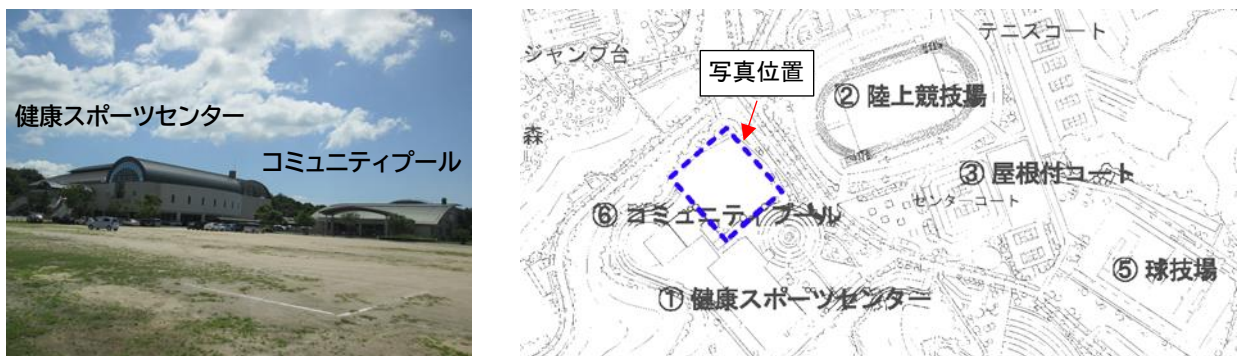 健康スポーツセンター
コミュニティプール
ジャンプ台
テニスコート
写真位置
② 陸上競技場
森
③ 屋根付コート
センターコート
⑥ コミュニティプール
⑤ 球技場
① 健康スポーツセンター